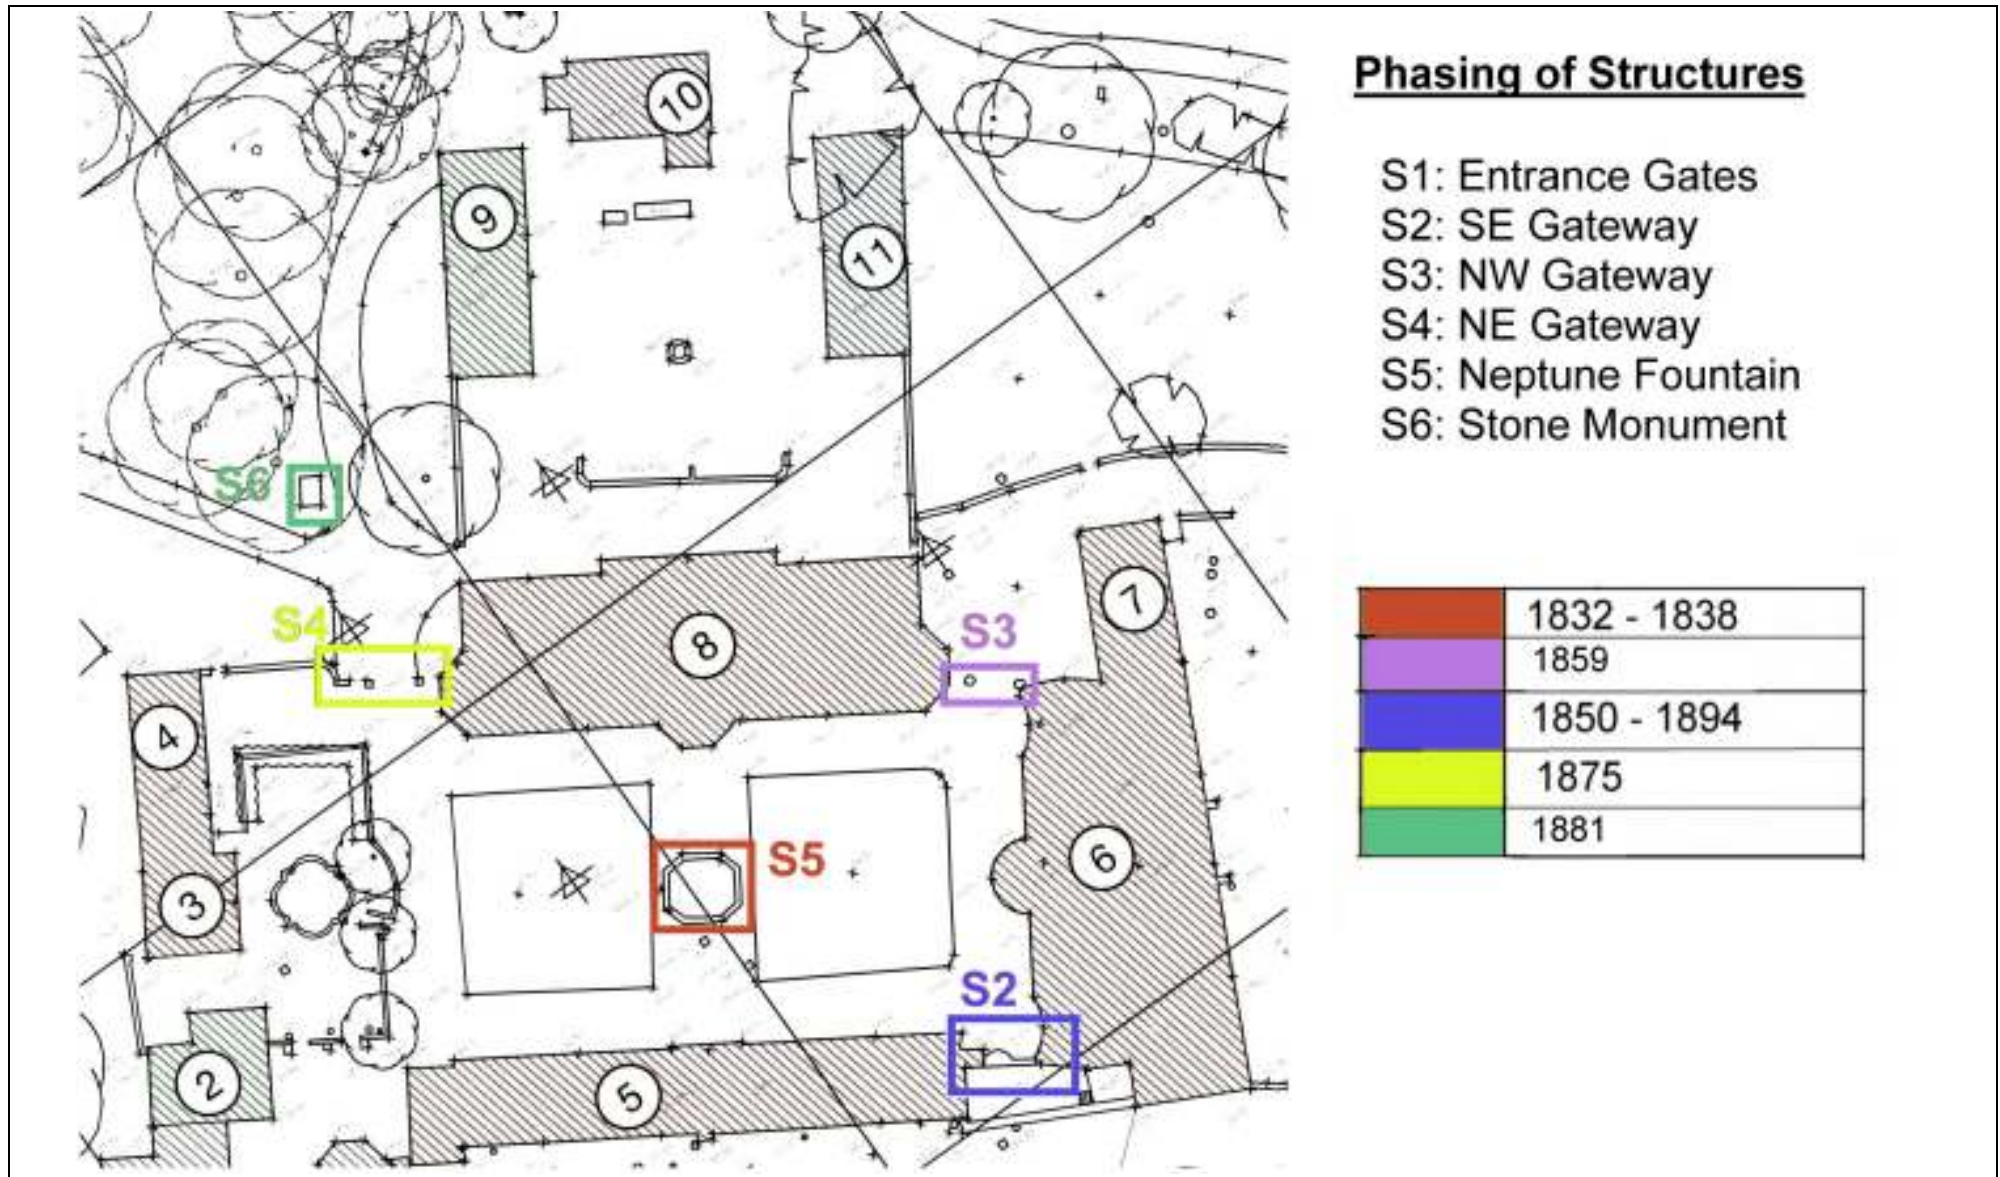 Phasing of Structures
S1: Entrance Gates
S2: SE Gateway
S3: NW Gateway
S4: NE Gateway
S5: Neptune Fountain
S6: Stone Monument
1832 - 1838
1859
1850 - 1894
1875
1881
10
9
11
S6
7
S4
8
S3
4
S5
6
3
S2
2
5